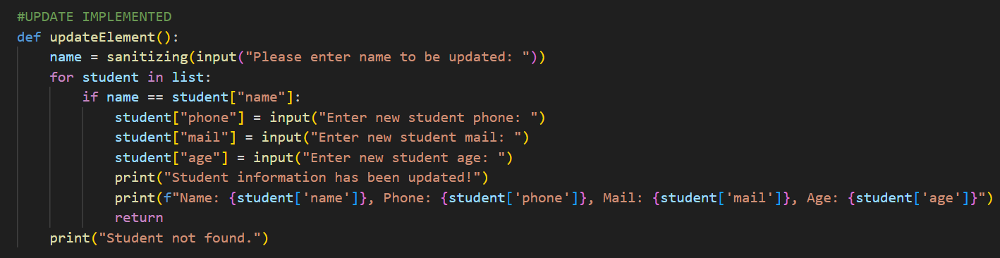 #UPDATE IMPLEMENTED
def updateElement():
    name = sanitizing(input("Please enter name to be updated: "))
    for student in list:
        if name == student["name"]:
            student["phone"] = input("Enter new student phone: ")
            student["mail"] = input("Enter new student mail: ")
            student["age"] = input("Enter new student age: ")
            print("Student information has been updated!")
            print(f"Name: {student['name']}, Phone: {student['phone']}, Mail: {student['mail']}, Age: {student['age']}")
            return
    print("Student not found.")